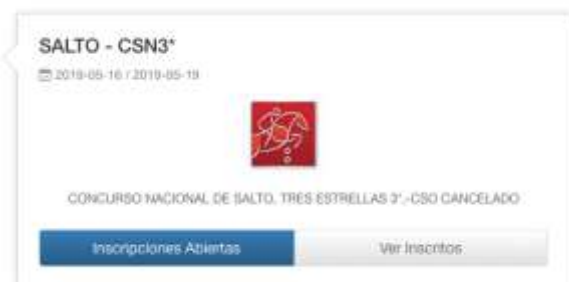 SALTO - CSN3*
2019-05-16 / 2019-05-19
CONCURSO NACIONAL DE SALTO, TRES ESTRELLAS 3*.-CSO CANCELADO
Inscripciones Abiertas
Ver Inscritos